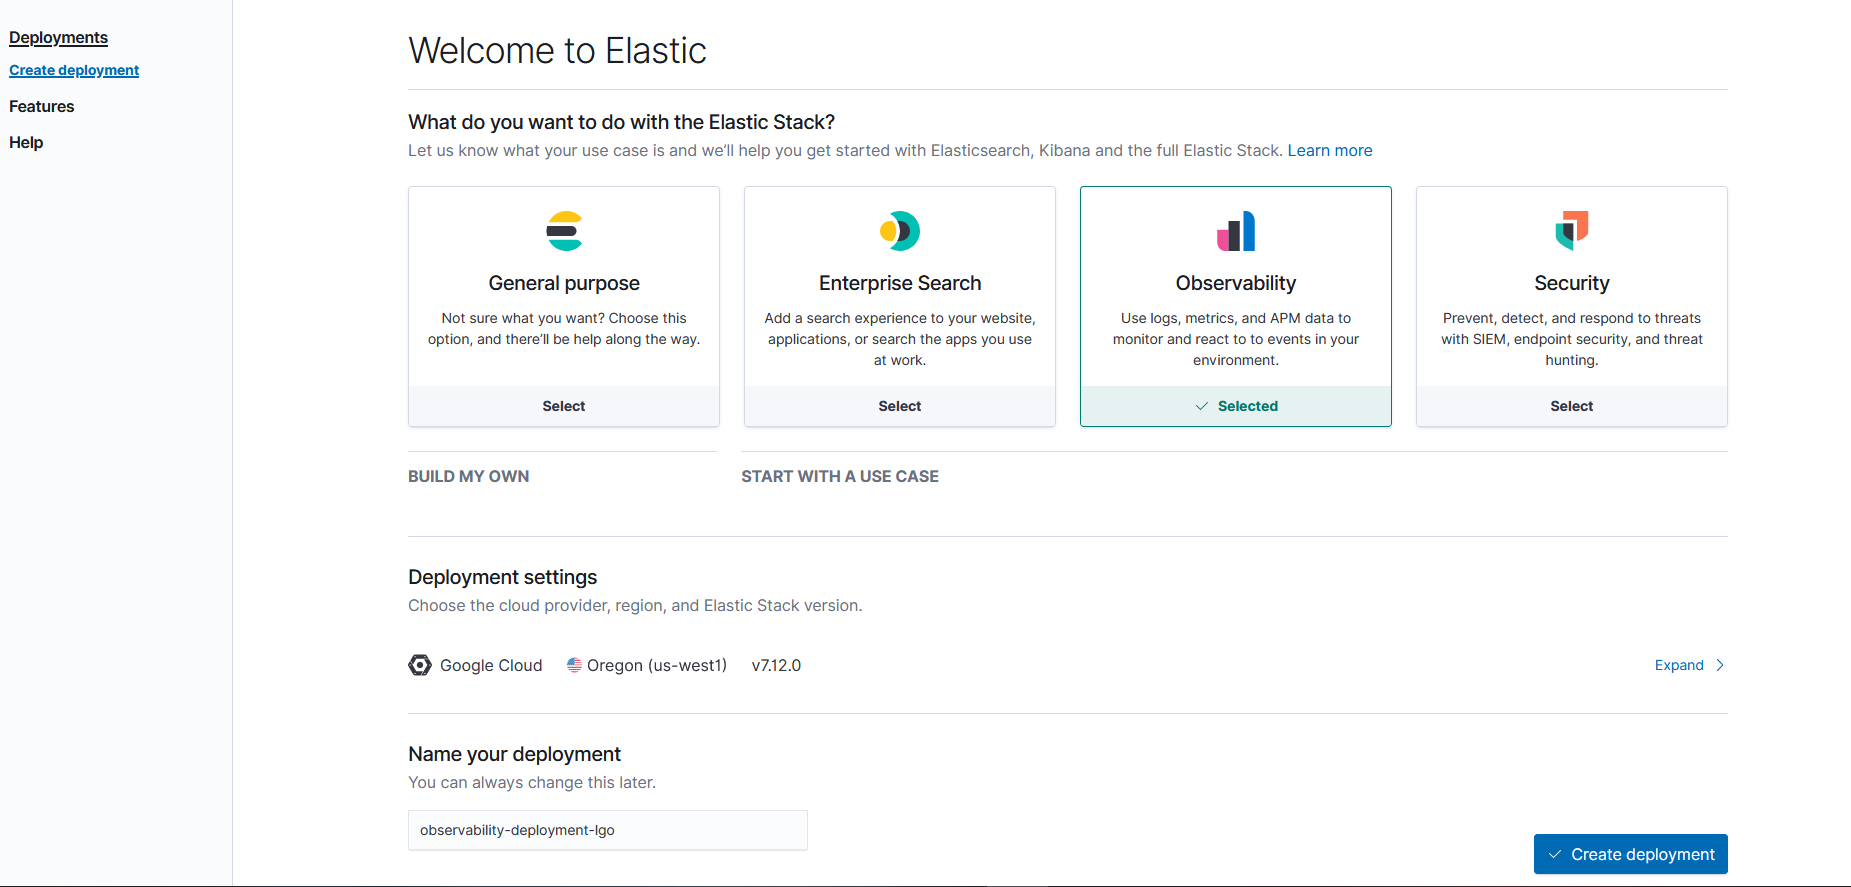 Deployments
Create deployment
Features
Help
Welcome to Elastic
What do you want to do with the Elastic Stack?
Let us know what your use case is and we'll help you get started with Elasticsearch, Kibana and the full Elastic Stack. Learn more
General purpose
Not sure what you want? Choose this
option, and there'll be help along the way.
Select
Enterprise Search
Add a search experience to your website,
applications, or search the apps you use
at work.
Select
Observability
Use logs, metrics, and APM data to
monitor and react to to events in your
environment.
Selected
Security
Prevent, detect, and respond to threats
with SIEM, endpoint security, and threat
hunting.
Select
BUILD MY OWN
START WITH A USE CASE
Deployment settings
Choose the cloud provider, region, and Elastic Stack version.
Google Cloud Oregon (us-west1) v7.12.0 Expand
Name your deployment
You can always change this later.
observability-deployment-lgo
Create deployment